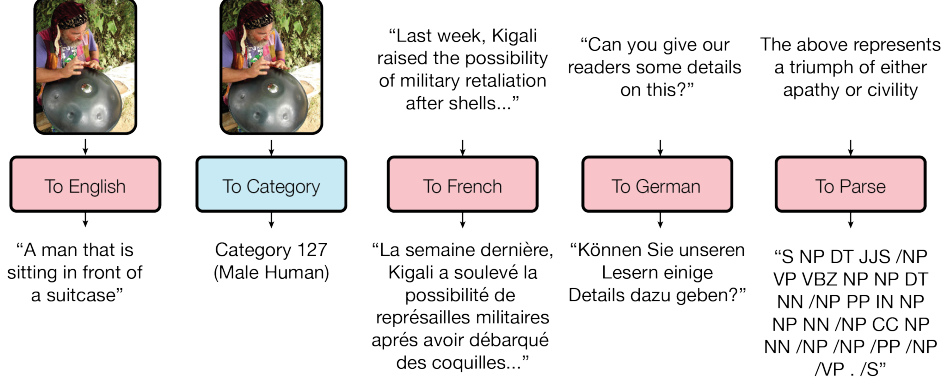 “Last week, Kigali
raised the possibility
of military retaliation
after shells...”
“Can you give our
readers some details
on this?”
The above represents
a triumph of either
apathy or civility
To English
To Category
To French
To German
To Parse
“A man that is
sitting in front of
a suitcase”
Category 127
(Male Human)
“La semaine dernière,
Kigali a soulevé la
possibilité de
représailles militaires
aprés avoir débarqué
des coquilles...”
“Können Sie unseren
Lesern einige
Details dazu geben?”
“S NP DT JJS /NP
VP VBZ NP NP DT
NN /NP PP IN NP
NP NN /NP CC NP
NN /NP /NP /PP /NP
/VP . /S”